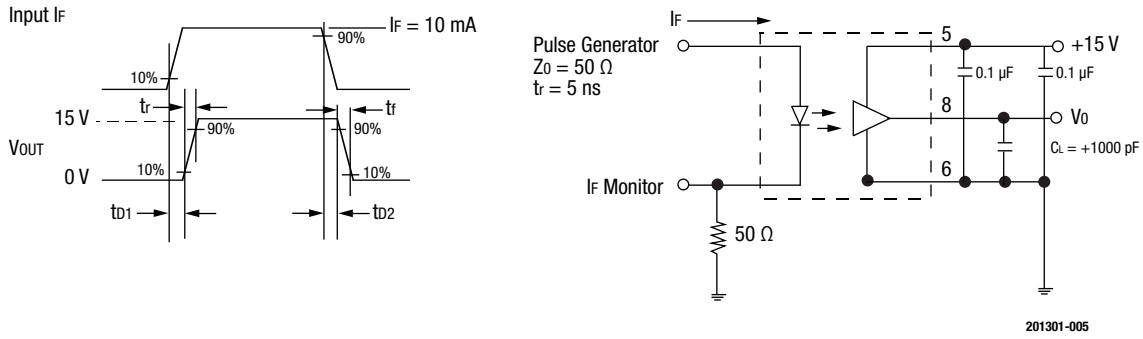 Input IF
IF = 10 mA
90%
10%
tr
tf
15 V
90%
90%
VOUT
10%
10%
0 V
tD1
tD2
IF
Pulse Generator
Z0 = 50 Ω
tr = 5 ns
5
+15 V
0.1 µF
0.1 µF
8
V0
CL = +1000 pF
6
IF Monitor
50 Ω
201301-005